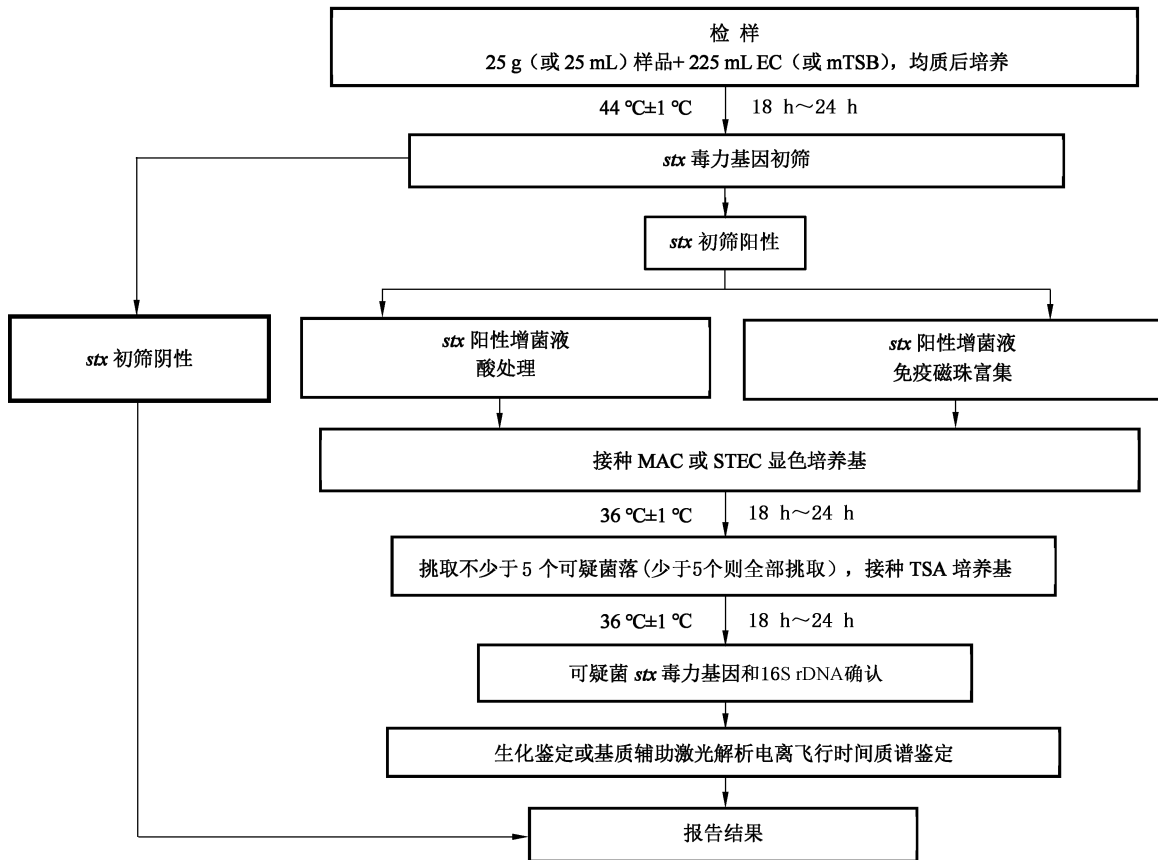 检 样
25 g（或 25 mL）样品+ 225 mL EC（或 mTSB），均质后培养
44 ℃±1 ℃ 18 h～24 h
stx 毒力基因初筛
stx 初筛阳性
stx 初筛阴性
stx 阳性增菌液
酸处理
stx 阳性增菌液
免疫磁珠富集
接种 MAC 或 STEC 显色培养基
36 ℃±1 ℃ 18 h～24 h
挑取不少于 5 个可疑菌落(少于5个则全部挑取），接种 TSA 培养基
36 ℃±1 ℃ 18 h～24 h
可疑菌 stx 毒力基因和16S rDNA确认
生化鉴定或基质辅助激光解析电离飞行时间质谱鉴定
报告结果